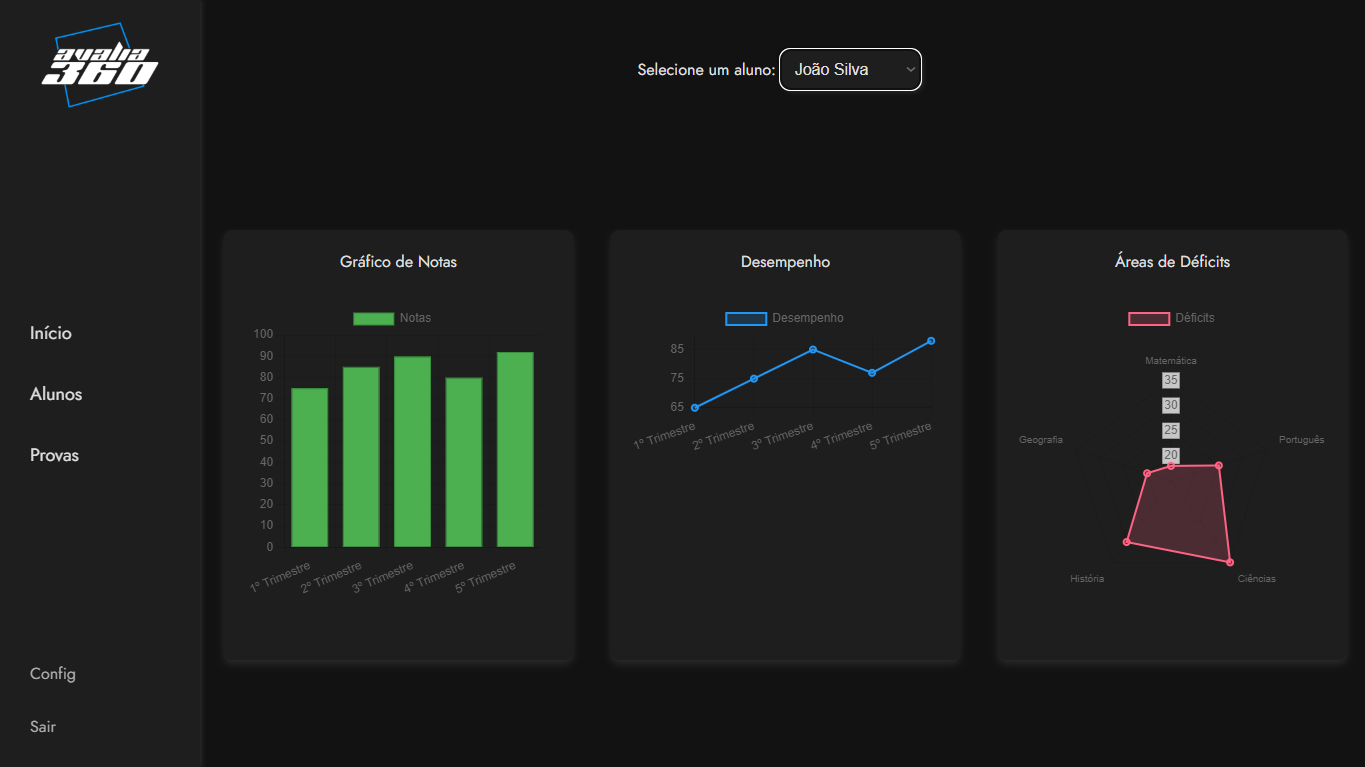 avalia
360
Selecione um aluno: João Silva
Início
Alunos
Provas
Config
Sair
Gráfico de Notas
Notas
100
90
80
70
60
50
40
30
20
10
0
1º Trimestre
2º Trimestre
3º Trimestre
4º Trimestre
5º Trimestre
Desempenho
Desempenho
85
75
65
1º Trimestre
2º Trimestre
3º Trimestre
4º Trimestre
5º Trimestre
Áreas de Déficits
Déficits
Matemática
35
30
25
20
Geografia
Português
História
Ciências